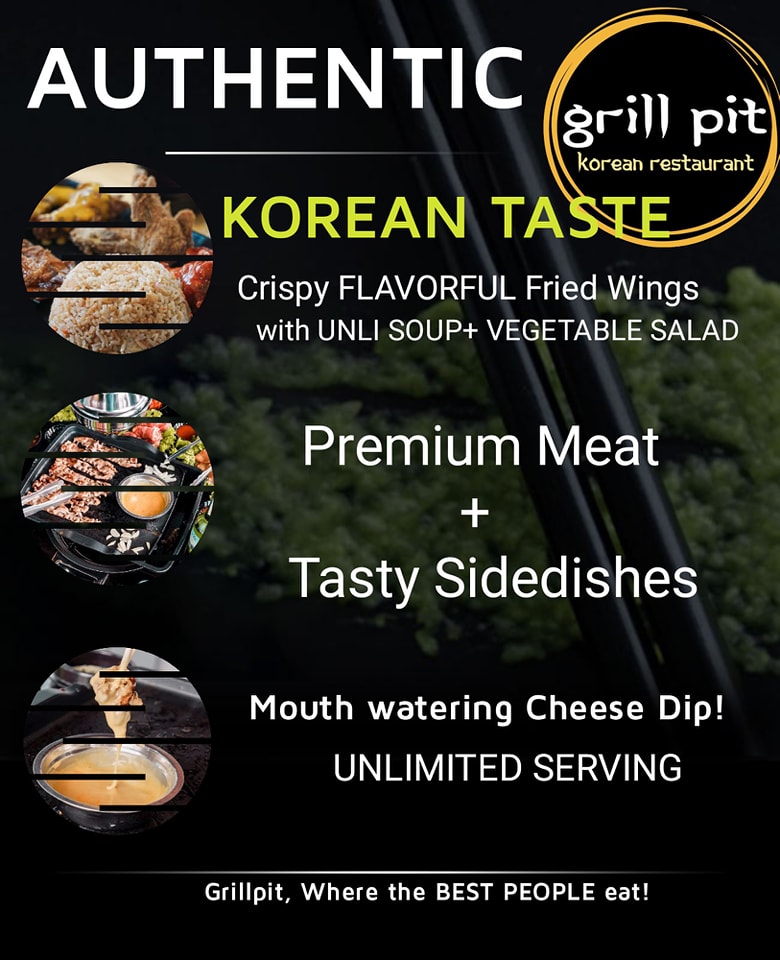 AUTHENTIC
grill pit
korean restaurant
KOREAN TASTE
Crispy FLAVORFUL Fried Wings
with UNLI SOUP+ VEGETABLE SALAD
Premium Meat
+
Tasty Sidedishes
Mouth watering Cheese Dip!
UNLIMITED SERVING
Grillpit, Where the BEST PEOPLE eat!